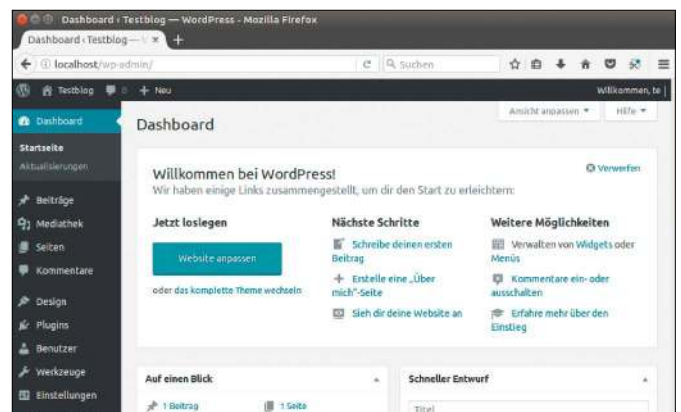 Dashboard ‹ Testblog — WordPress - Mozilla Firefox
Dashboard ‹ Testblog —
localhost/wp-admin/
Suchen
Testblog
0
+ Neu
Willkommen, te
Dashboard
Startseite
Aktualisierungen
Beiträge
Mediathek
Seiten
Kommentare
Design
Plugins
Benutzer
Werkzeuge
Einstellungen
Ansicht anpassen
Hilfe
Dashboard
Willkommen bei WordPress!
Verwerfen
Wir haben einige Links zusammengestellt, um dir den Start zu erleichtern:
Jetzt loslegen
Website anpassen
oder das komplette Theme wechseln
Nächste Schritte
Schreibe deinen ersten
Beitrag
Erstelle eine „Über
mich“-Seite
Sieh dir deine Website an
Weitere Möglichkeiten
Verwalten von Widgets oder
Menüs
Kommentare ein- oder
ausschalten
Erfahre mehr über den
Einstieg
Auf einen Blick
1 Beitrag
1 Seite
Schneller Entwurf
Titel